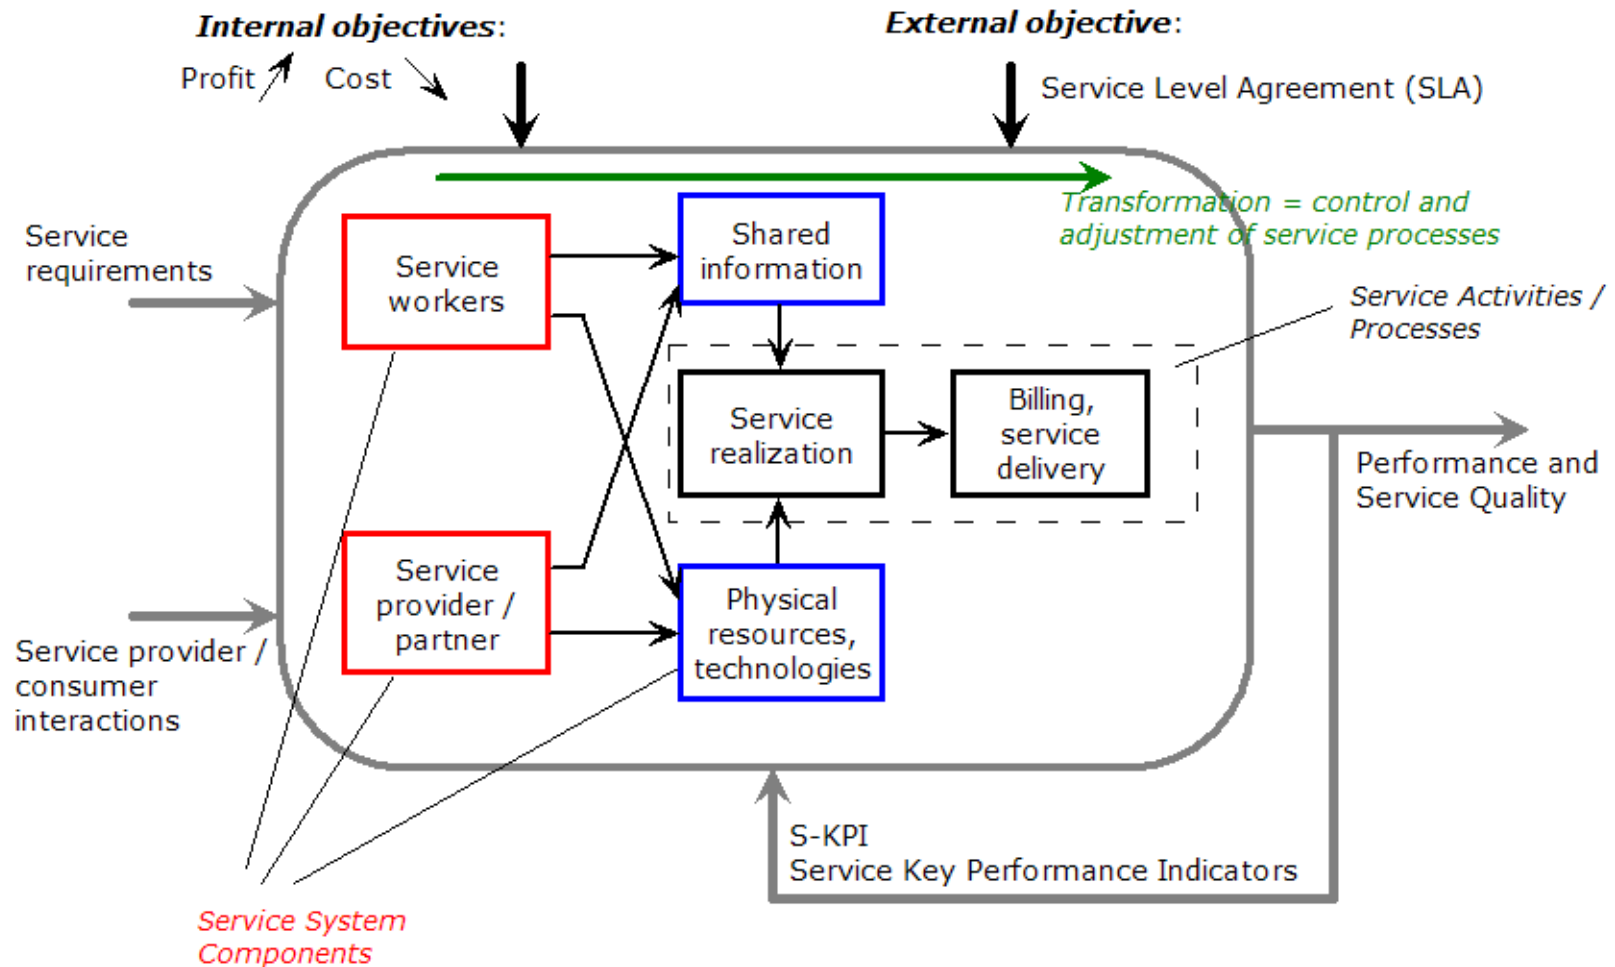 Internal objectives:
External objective:
Profit
Cost
Service Level Agreement (SLA)
Transformation = control and
adjustment of service processes
Service
requirements
Service
workers
Shared
information
Service Activities /
Processes
Service
realization
Billing,
service
delivery
Performance and
Service Quality
Service
provider /
partner
Physical
resources,
technologies
Service provider /
consumer
interactions
S-KPI
Service Key Performance Indicators
Service System
Components